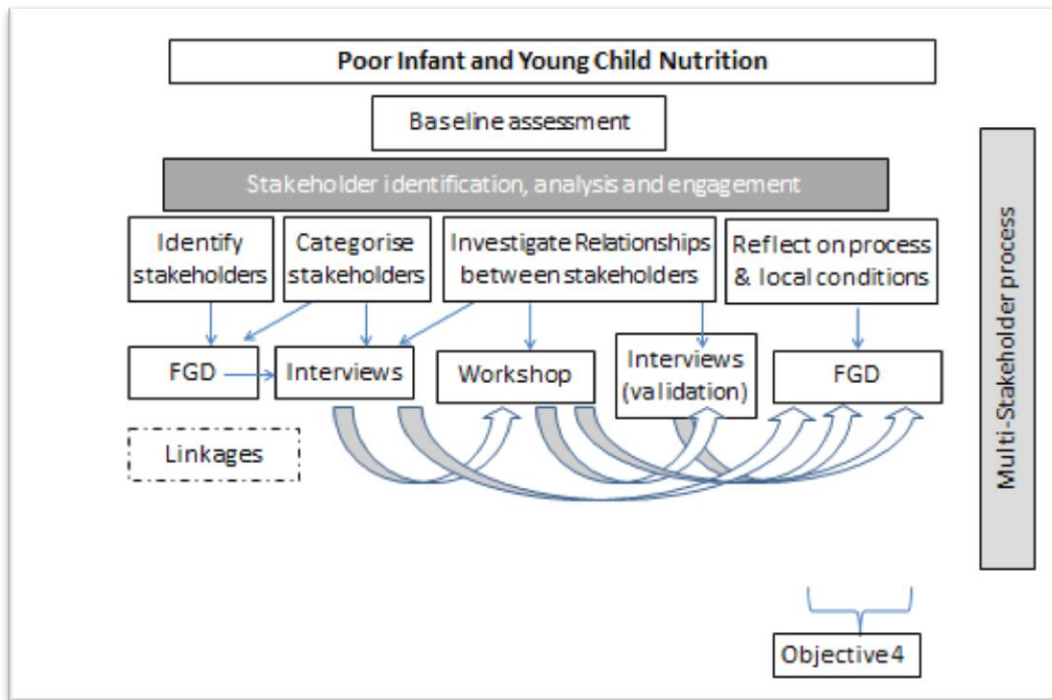 Poor Infant and Young Child Nutrition
Baseline assessment
Stakeholder identification, analysis and engagement
Identify
stakeholders
Categorise
stakeholders
Investigate Relationships
between stakeholders
Reflect on process
& local conditions
FGD
Interviews
Workshop
Interviews
(validation)
FGD
Linkages
Multi-Stakeholder process
Objective 4